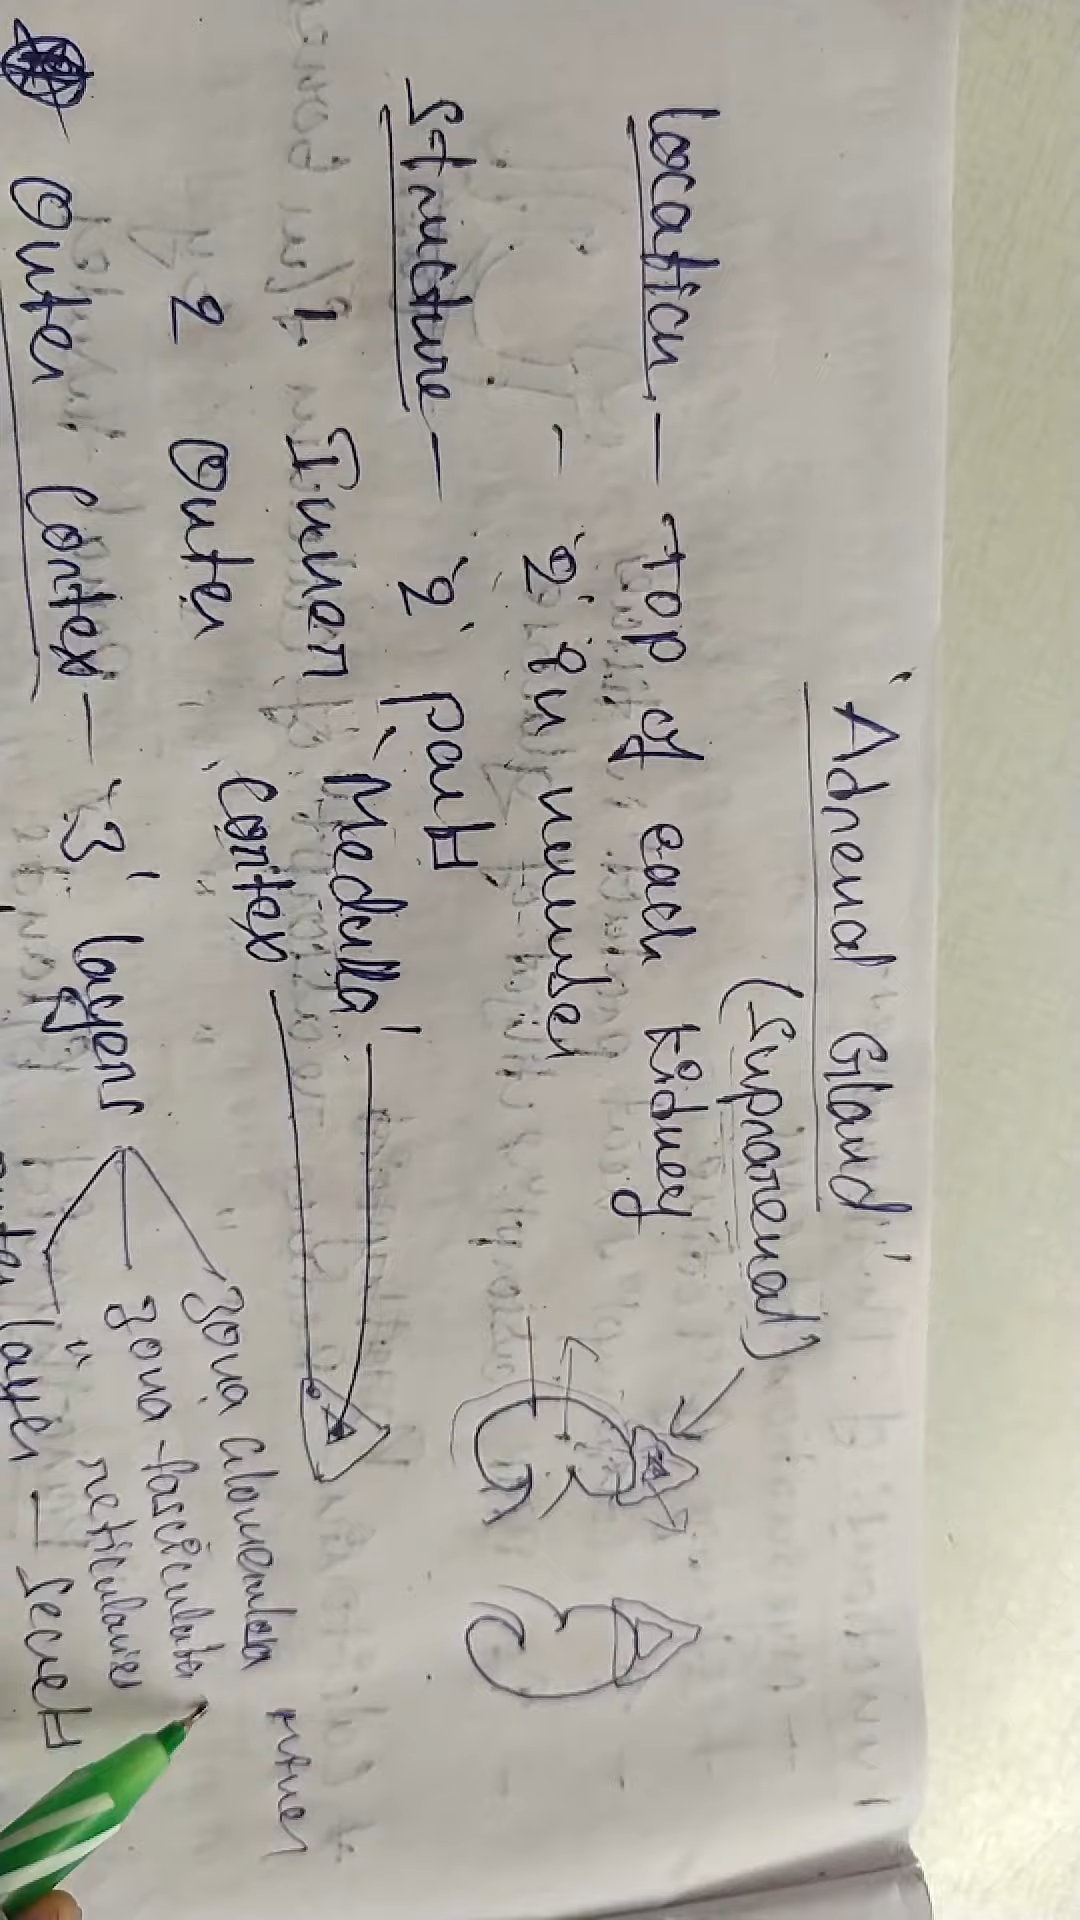 'Adrenal Gland'
(Suprarenal)
Location — Top of each kidney
— '2' in number
Structure — '2' part
1. Inner 'Medulla'
2 Outer "Cortex
Outer Cortex — '3' layers
zona glomerulosa
zona fasciculata
" reticularies
layer — secret